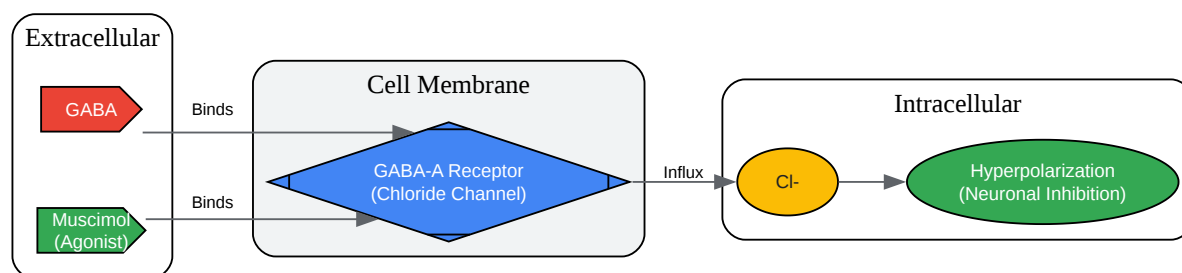 Extracellular
GABA
Binds
Muscimol
(Agonist)
Binds
Cell Membrane
GABA-A Receptor
(Chloride Channel)
Influx
Intracellular
Cl-
Hyperpolarization
(Neuronal Inhibition)